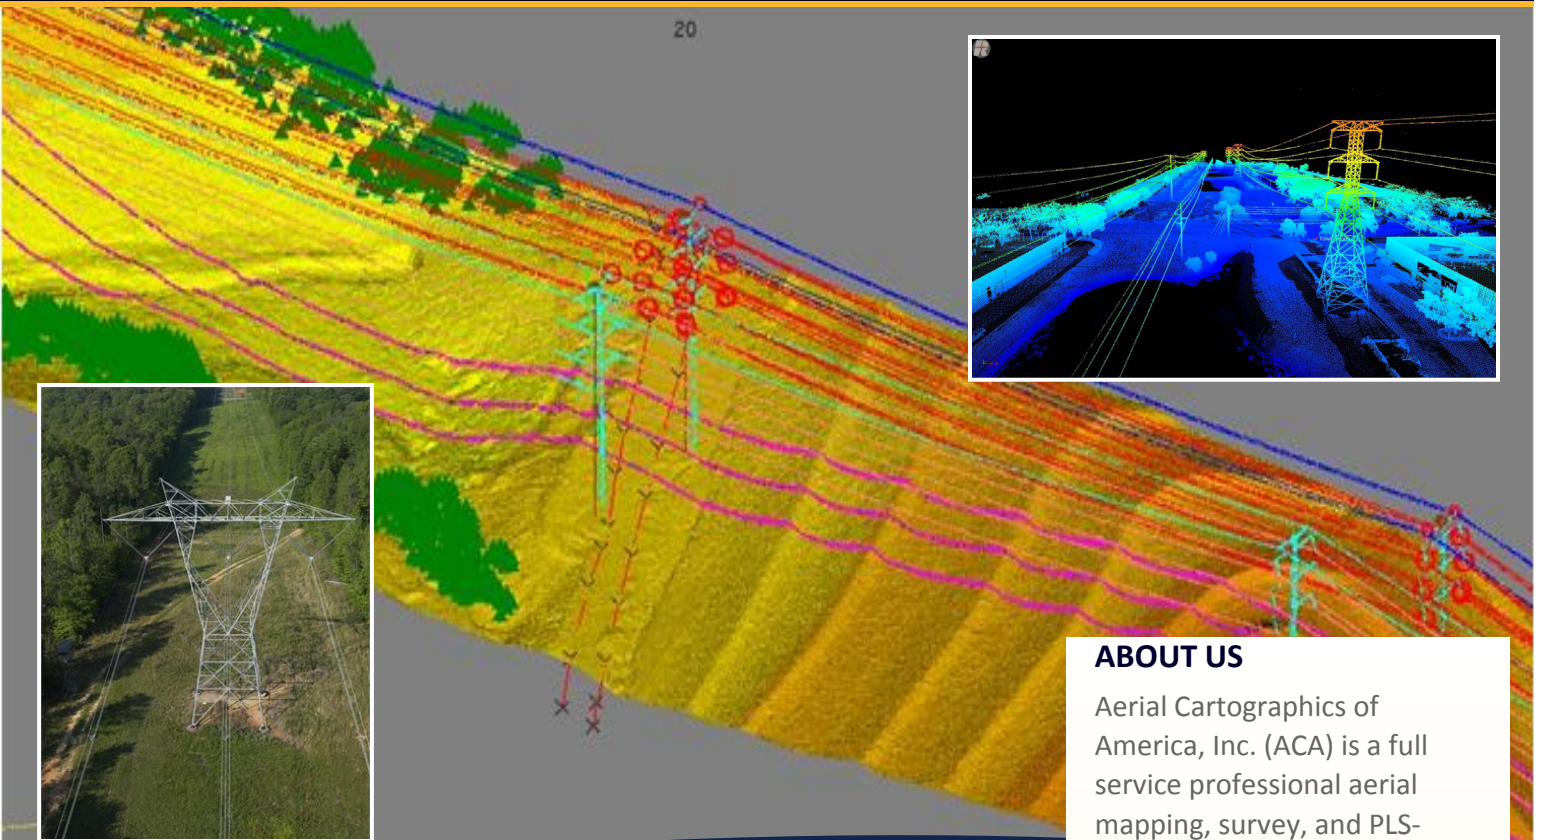 20
ABOUT US
Aerial Cartographics of
America, Inc. (ACA) is a full
service professional aerial
mapping, survey, and PLS-